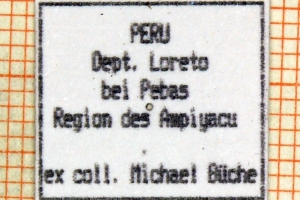 PERU
Dept. Loreto
bei Pebas
Region des Ampiyacu
ex coll. Michael Büche